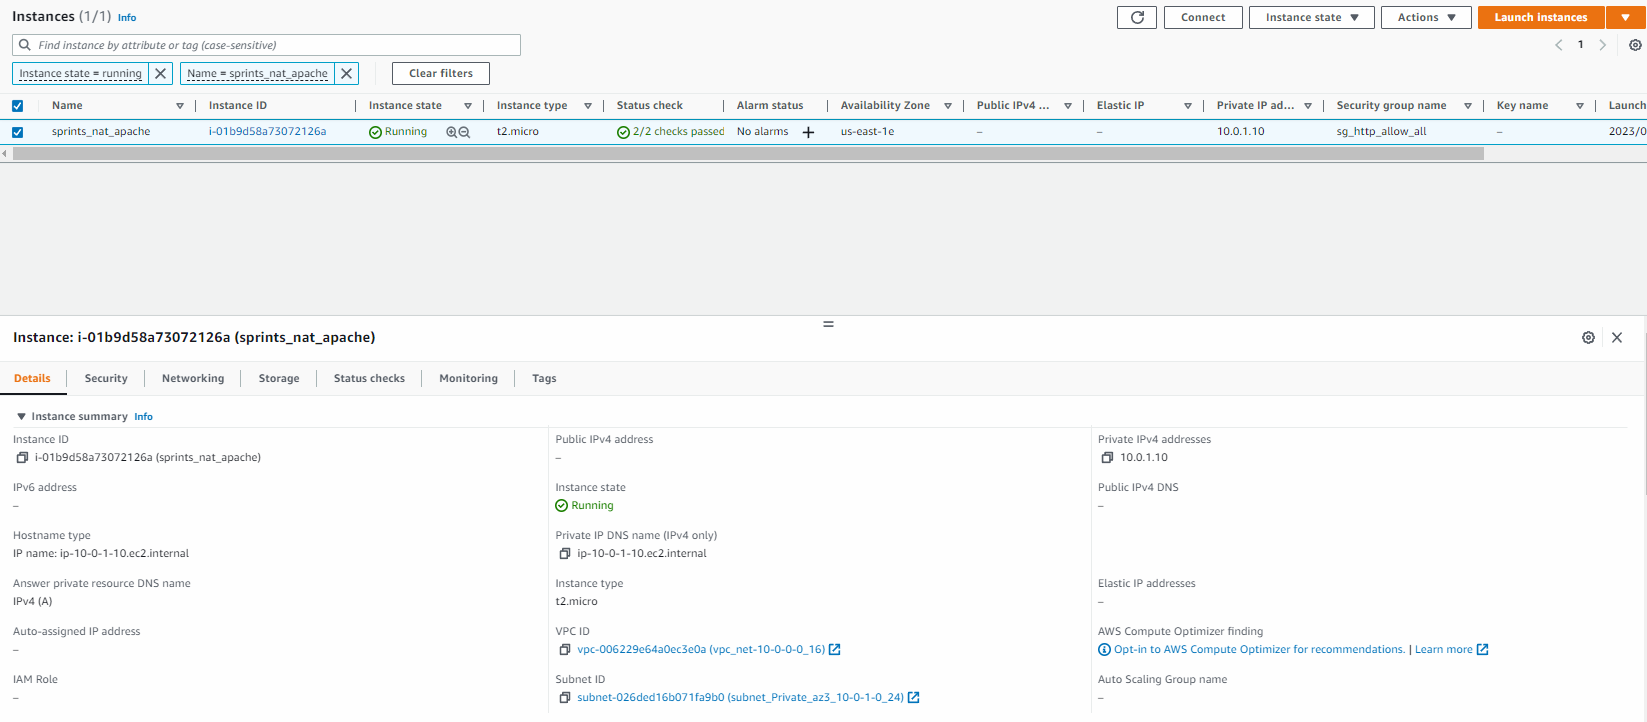 Instances (1/1) Info
Connect
Instance state
Actions
Launch instances
Find instance by attribute or tag (case-sensitive)
1
Instance state = running
Name = sprints_nat_apache
Clear filters
Name Instance ID Instance state Instance type Status check Alarm status Availability Zone Public IPv4 ... Elastic IP Private IP ad... Security group name Key name Launch
sprints_nat_apache i-01b9d58a73072126a Running t2.micro 2/2 checks passed No alarms + us-east-1e – – 10.0.1.10 sg_http_allow_all – 2023/0
Instance: i-01b9d58a73072126a (sprints_nat_apache)
Details Security Networking Storage Status checks Monitoring Tags
Instance summary Info
Instance ID
i-01b9d58a73072126a (sprints_nat_apache)
Public IPv4 address
–
Private IPv4 addresses
10.0.1.10
IPv6 address
–
Instance state
Running
Public IPv4 DNS
–
Hostname type
IP name: ip-10-0-1-10.ec2.internal
Private IP DNS name (IPv4 only)
ip-10-0-1-10.ec2.internal
Answer private resource DNS name
IPv4 (A)
Instance type
t2.micro
Elastic IP addresses
–
Auto-assigned IP address
–
VPC ID
vpc-006229e64a0ec3e0a (vpc_net-10-0-0-0_16)
AWS Compute Optimizer finding
Opt-in to AWS Compute Optimizer for recommendations. | Learn more
IAM Role
–
Subnet ID
subnet-026ded16b071fa9b0 (subnet_Private_az3_10-0-1-0_24)
Auto Scaling Group name
–